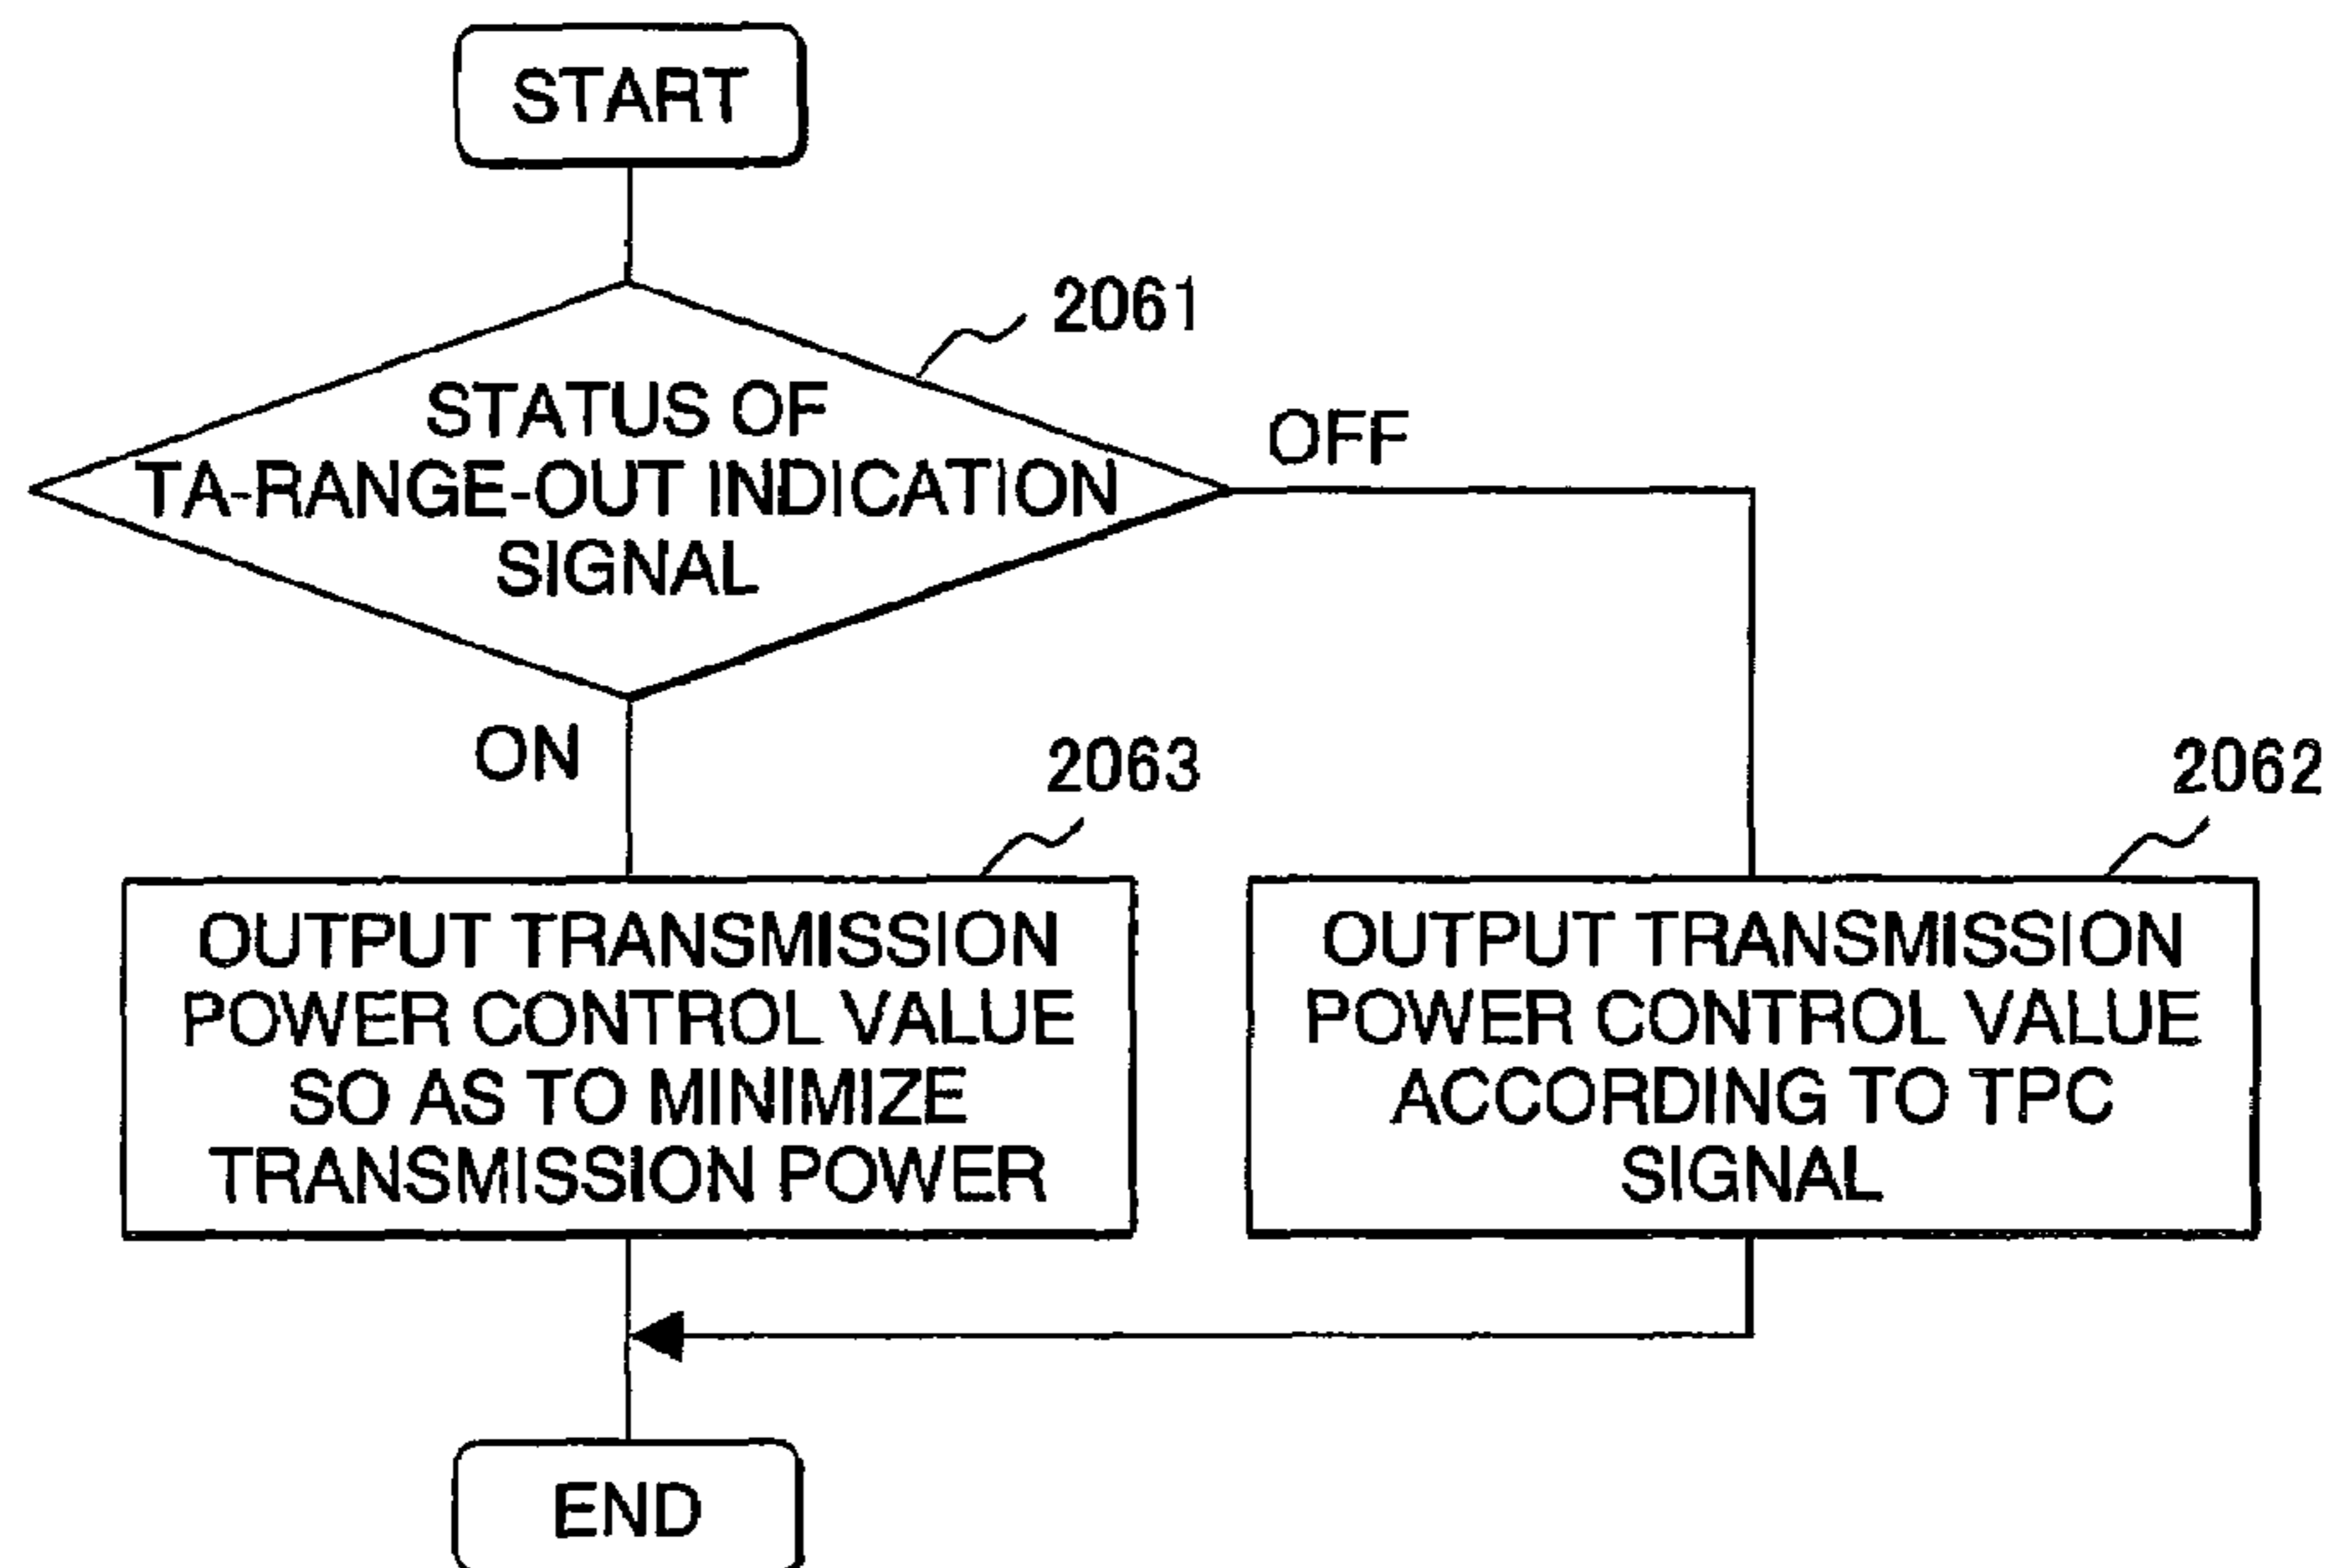 START
2061
STATUS OF
TA-RANGE-OUT INDICATION
SIGNAL
OFF
ON
2063
OUTPUT TRANSMISSION
POWER CONTROL VALUE
SO AS TO MINIMIZE
TRANSMISSION POWER
2062
OUTPUT TRANSMISSION
POWER CONTROL VALUE
ACCORDING TO TPC
SIGNAL
END